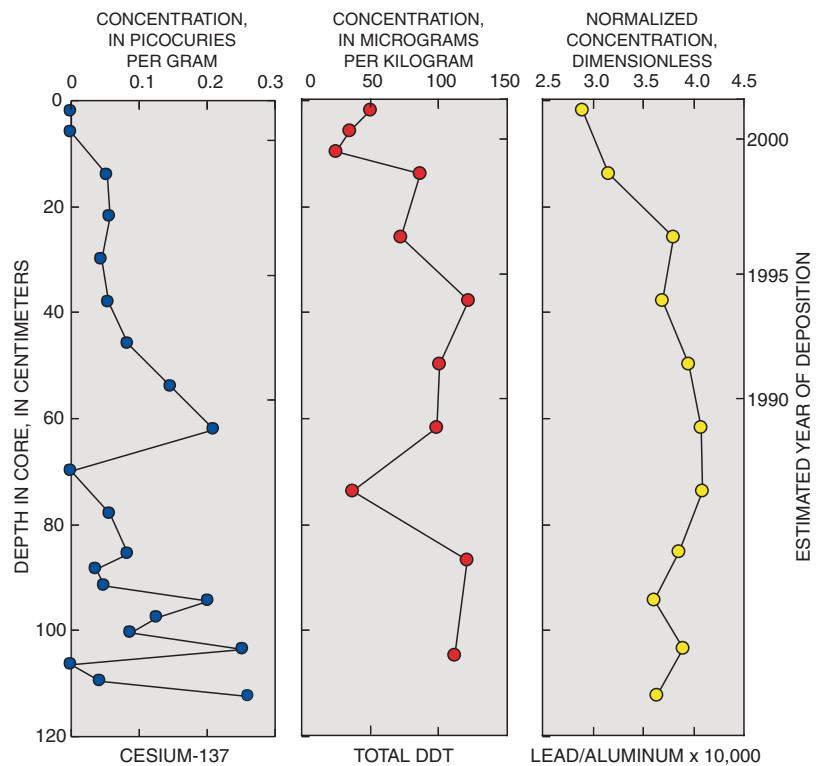 CONCENTRATION,
IN PICOCURIES
PER GRAM
0 0.1 0.2 0.3
CONCENTRATION,
IN MICROGRAMS
PER KILOGRAM
0 50 100 150
NORMALIZED
CONCENTRATION,
DIMENSIONLESS
2.5 3.0 3.5 4.0 4.5
DEPTH IN CORE, IN CENTIMETERS
0
20
40
60
80
100
120
2000
1995
1990
ESTIMATED YEAR OF DEPOSITION
CESIUM-137
TOTAL DDT
LEAD/ALUMINUM x 10,000